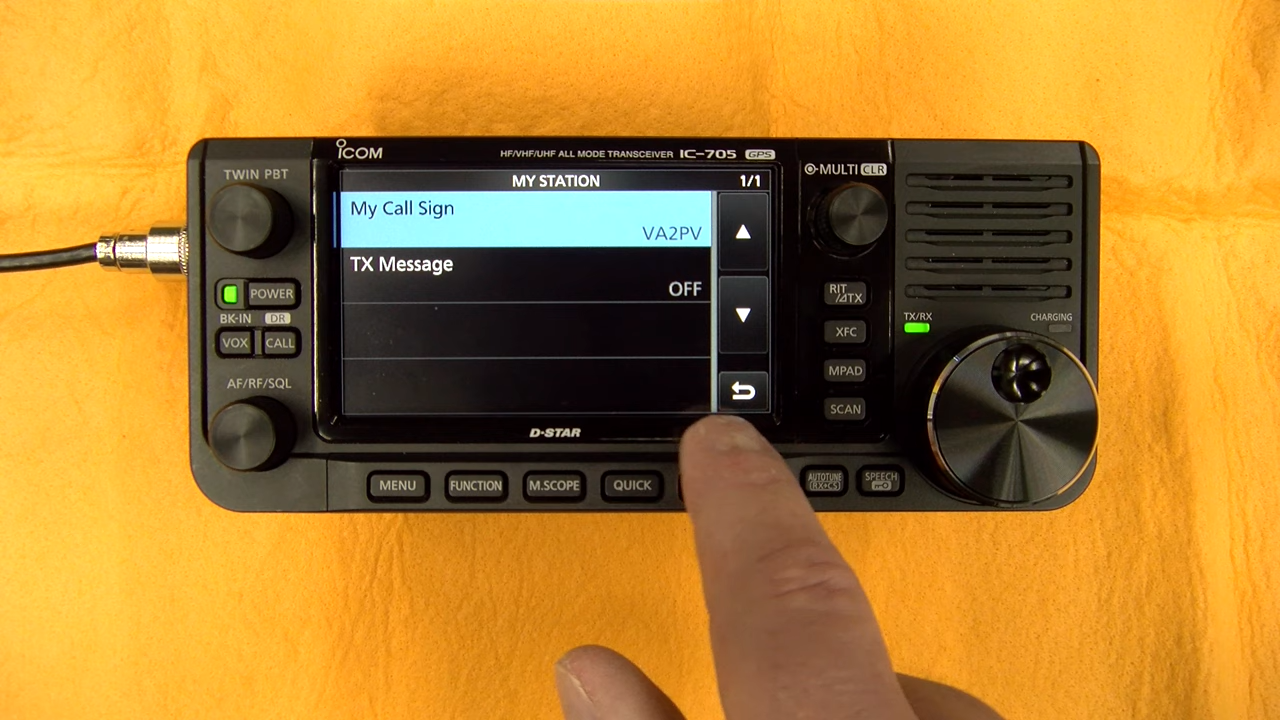 ICOM
HF/VHF/UHF ALL MODE TRANSCEIVER IC-705 GPS
TWIN PBT
MULTI CLR
MY STATION 1/1
My Call Sign
VA2PV
TX Message
OFF
POWER
BK-IN DR
VOX CALL
AF/RF/SQL
RIT
/⊿TX
XFC
MPAD
SCAN
TX/RX
CHARGING
D-STAR
MENU FUNCTION M.SCOPE QUICK
AUTOTUNE
(RX→CS)
SPEECH